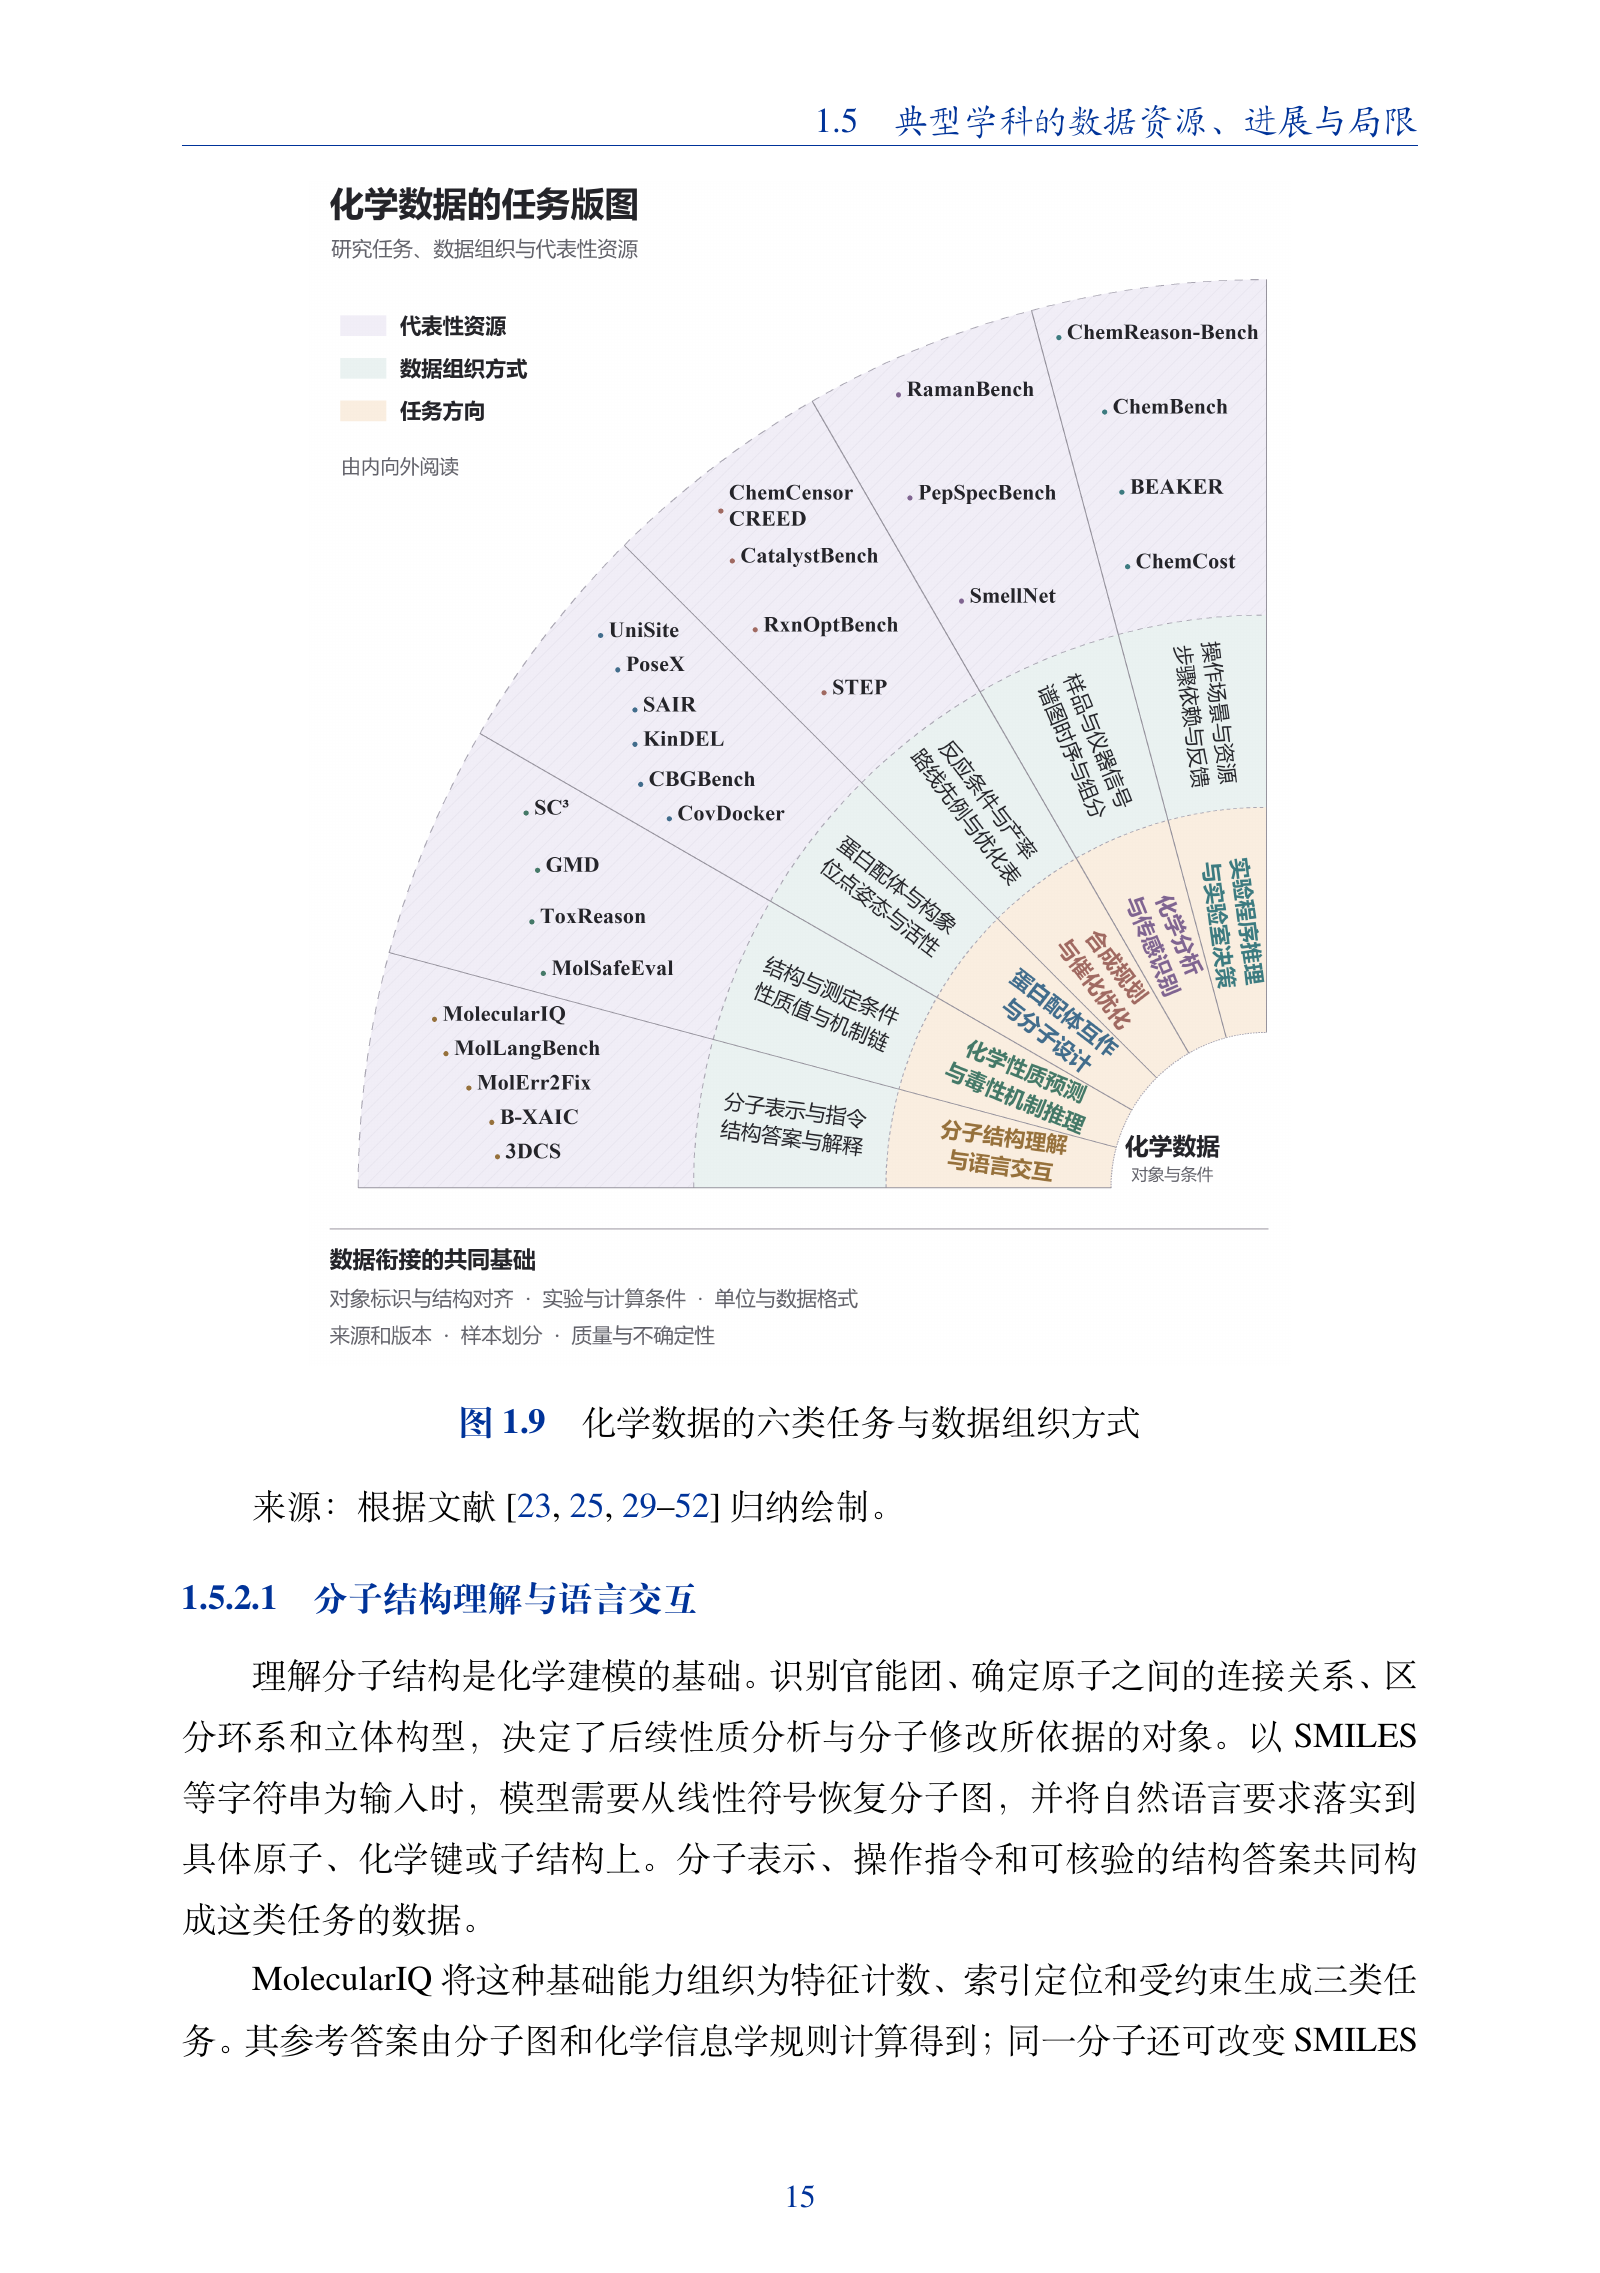 1.5 典型学科的数据资源、进展与局限
化学数据的任务版图
研究任务、数据组织与代表性资源
代表性资源
数据组织方式
任务方向
由内向外阅读
ChemReason-Bench
ChemBench
BEAKER
ChemCost
RamanBench
PepSpecBench
SmellNet
ChemCensor
CREED
CatalystBench
RxnOptBench
STEP
UniSite
PoseX
SAIR
KinDEL
CBGBench
CovDocker
SC³
GMD
ToxReason
MolSafeEval
MolecularIQ
MolLangBench
MolErr2Fix
B-XAIC
3DCS
操作场景与资源
步骤依赖与反馈
样品与仪器信号
谱图时序与组分
反应条件与产率
路线先例与优化表
蛋白配体与构象
位点姿态与活性
结构与测定条件
性质值与机制链
分子表示与指令
结构答案与解释
实验程序推理
与实验室决策
化学分析
与传感识别
合成规划
与催化优化
蛋白配体互作
与分子设计
化学性质预测
与毒性机制推理
分子结构理解
与语言交互
化学数据
对象与条件
数据衔接的共同基础
对象标识与结构对齐 · 实验与计算条件 · 单位与数据格式
来源和版本 · 样本划分 · 质量与不确定性
图 1.9 化学数据的六类任务与数据组织方式
来源：根据文献 [23, 25, 29–52] 归纳绘制。
1.5.2.1 分子结构理解与语言交互
理解分子结构是化学建模的基础。识别官能团、确定原子之间的连接关系、区
分环系和立体构型，决定了后续性质分析与分子修改所依据的对象。以 SMILES
等字符串为输入时，模型需要从线性符号恢复分子图，并将自然语言要求落实到
具体原子、化学键或子结构上。分子表示、操作指令和可核验的结构答案共同构
成这类任务的数据。
MolecularIQ 将这种基础能力组织为特征计数、索引定位和受约束生成三类任
务。其参考答案由分子图和化学信息学规则计算得到；同一分子还可改变 SMILES
15